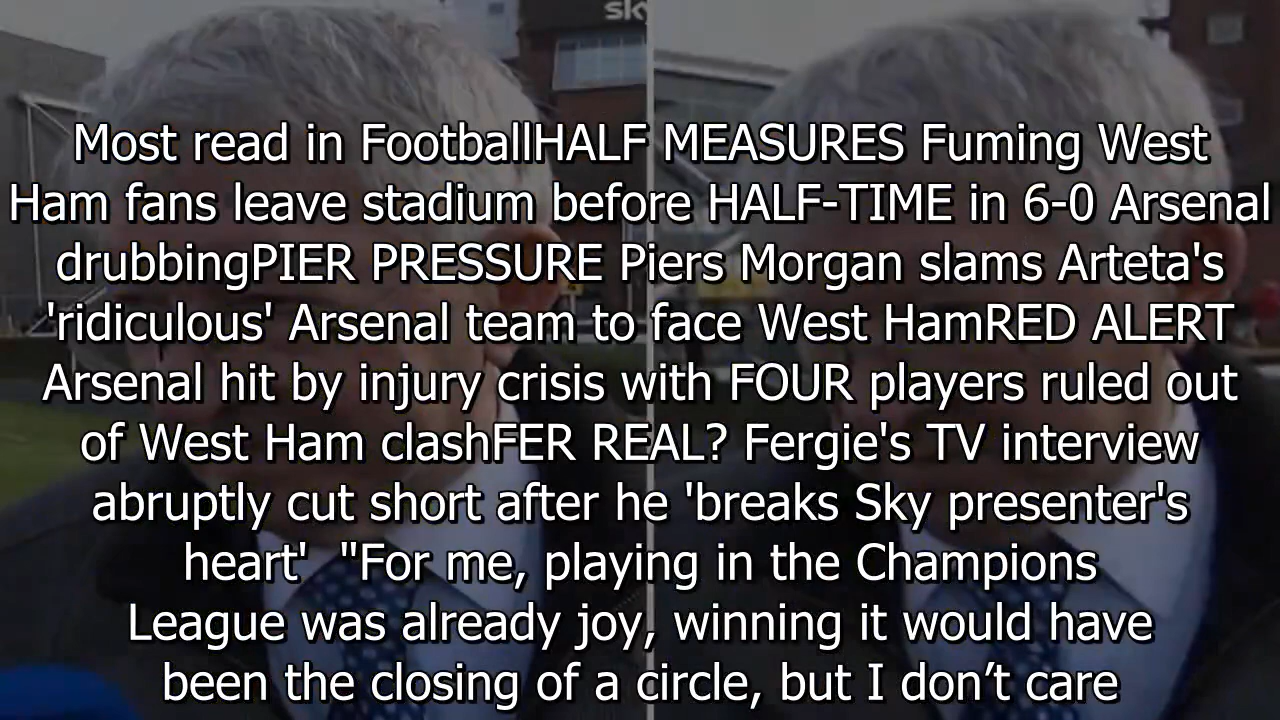 sky
Most read in FootballHALF MEASURES Fuming West
Ham fans leave stadium before HALF-TIME in 6-0 Arsenal
drubbingPIER PRESSURE Piers Morgan slams Arteta's
'ridiculous' Arsenal team to face West HamRED ALERT
Arsenal hit by injury crisis with FOUR players ruled out
of West Ham clashFER REAL? Fergie's TV interview
abruptly cut short after he 'breaks Sky presenter's
heart'  "For me, playing in the Champions
League was already joy, winning it would have
been the closing of a circle, but I don’t care